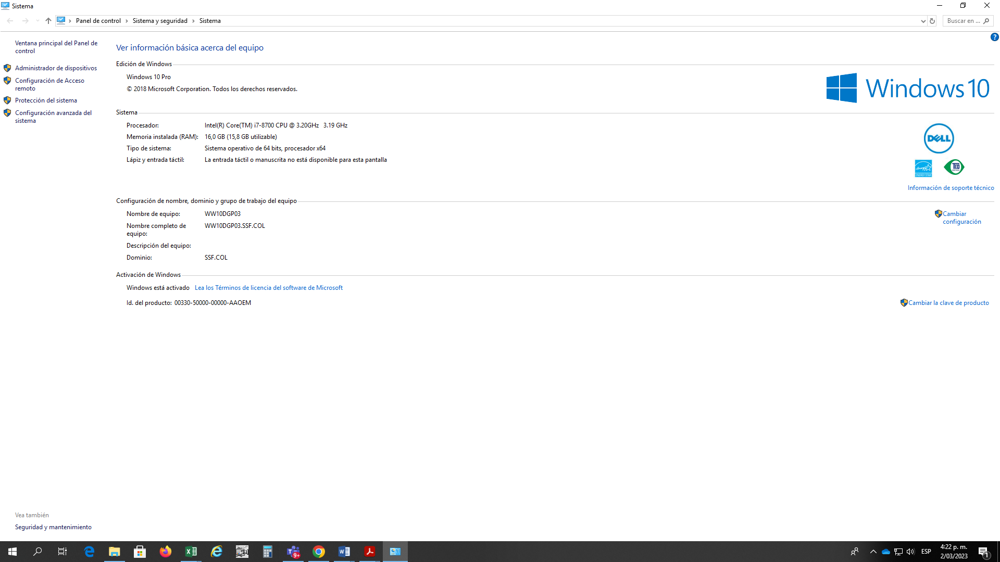 Sistema
Panel de control
Sistema y seguridad
Sistema
Buscar en ...
?
Ventana principal del Panel de
control
Administrador de dispositivos
Configuración de Acceso
remoto
Protección del sistema
Configuración avanzada del
sistema
Ver información básica acerca del equipo
Edición de Windows
Windows 10 Pro
© 2018 Microsoft Corporation. Todos los derechos reservados.
Windows 10
Sistema
Procesador: Intel(R) Core(TM) i7-8700 CPU @ 3.20GHz 3.19 GHz
Memoria instalada (RAM): 16,0 GB (15,8 GB utilizable)
Tipo de sistema: Sistema operativo de 64 bits, procesador x64
Lápiz y entrada táctil: La entrada táctil o manuscrita no está disponible para esta pantalla
DELL
energy
ENERGY STAR
TCO
Información de soporte técnico
Configuración de nombre, dominio y grupo de trabajo del equipo
Nombre de equipo: WW10DGP03
Nombre completo de
equipo: WW10DGP03.SSF.COL
Descripción del equipo:
Dominio: SSF.COL
Cambiar
configuración
Activación de Windows
Windows está activado Lea los Términos de licencia del software de Microsoft
Id. del producto: 00330-50000-00000-AAOEM
Cambiar la clave de producto
Vea también
Seguridad y mantenimiento
9+
ESP
4:22 p. m.
2/03/2023
1